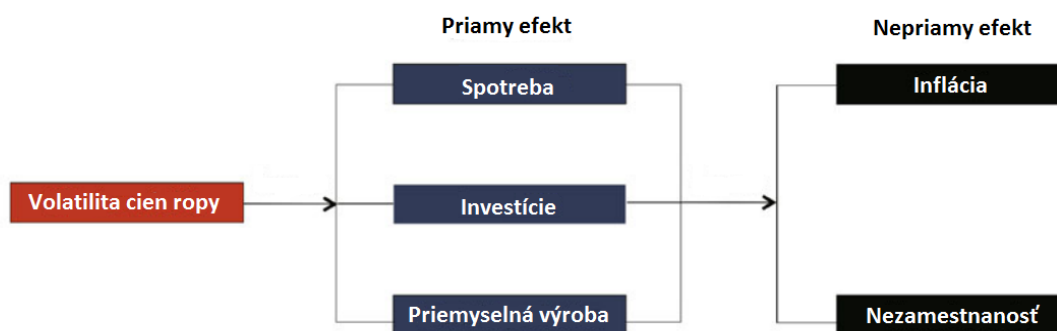 Priamy efekt
Nepriamy efekt
Spotreba
Inflácia
Volatilita cien ropy
Investície
Priemyselná výroba
Nezamestnanosť